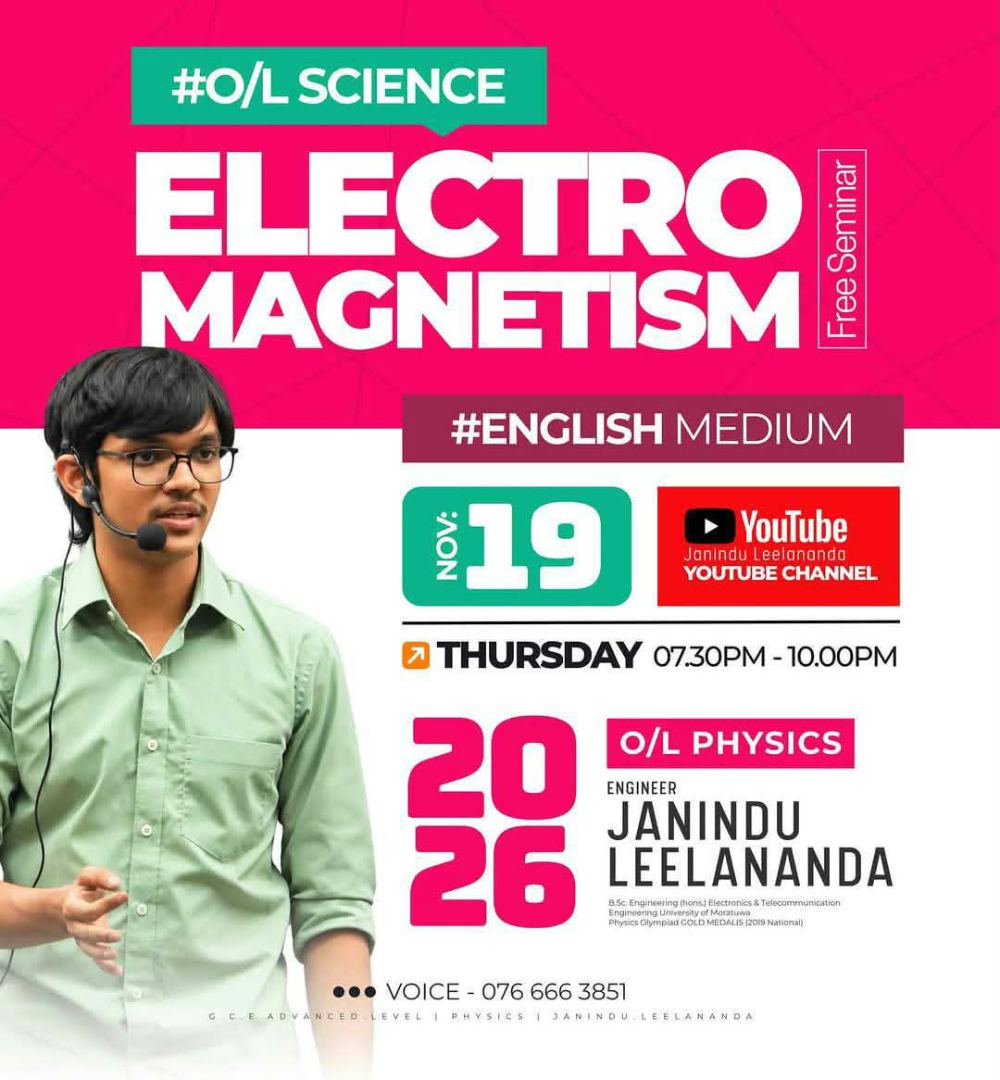 #O/L SCIENCE
ELECTRO
MAGNETISM
Free Seminar
#ENGLISH MEDIUM
NOV: 19
YouTube
Janindu Leelananda
YOUTUBE CHANNEL
THURSDAY 07.30PM - 10.00PM
20
26
O/L PHYSICS
ENGINEER
JANINDU
LEELANANDA
B.Sc. Engineering (hons.) Electronics & Telecommunication
Engineering University of Moratuwa
Physics Olympiad GOLD MEDALIS (2019 National)
VOICE - 076 666 3851
G.C.E ADVANCED LEVEL | PHYSICS | JANINDU.LEELANANDA